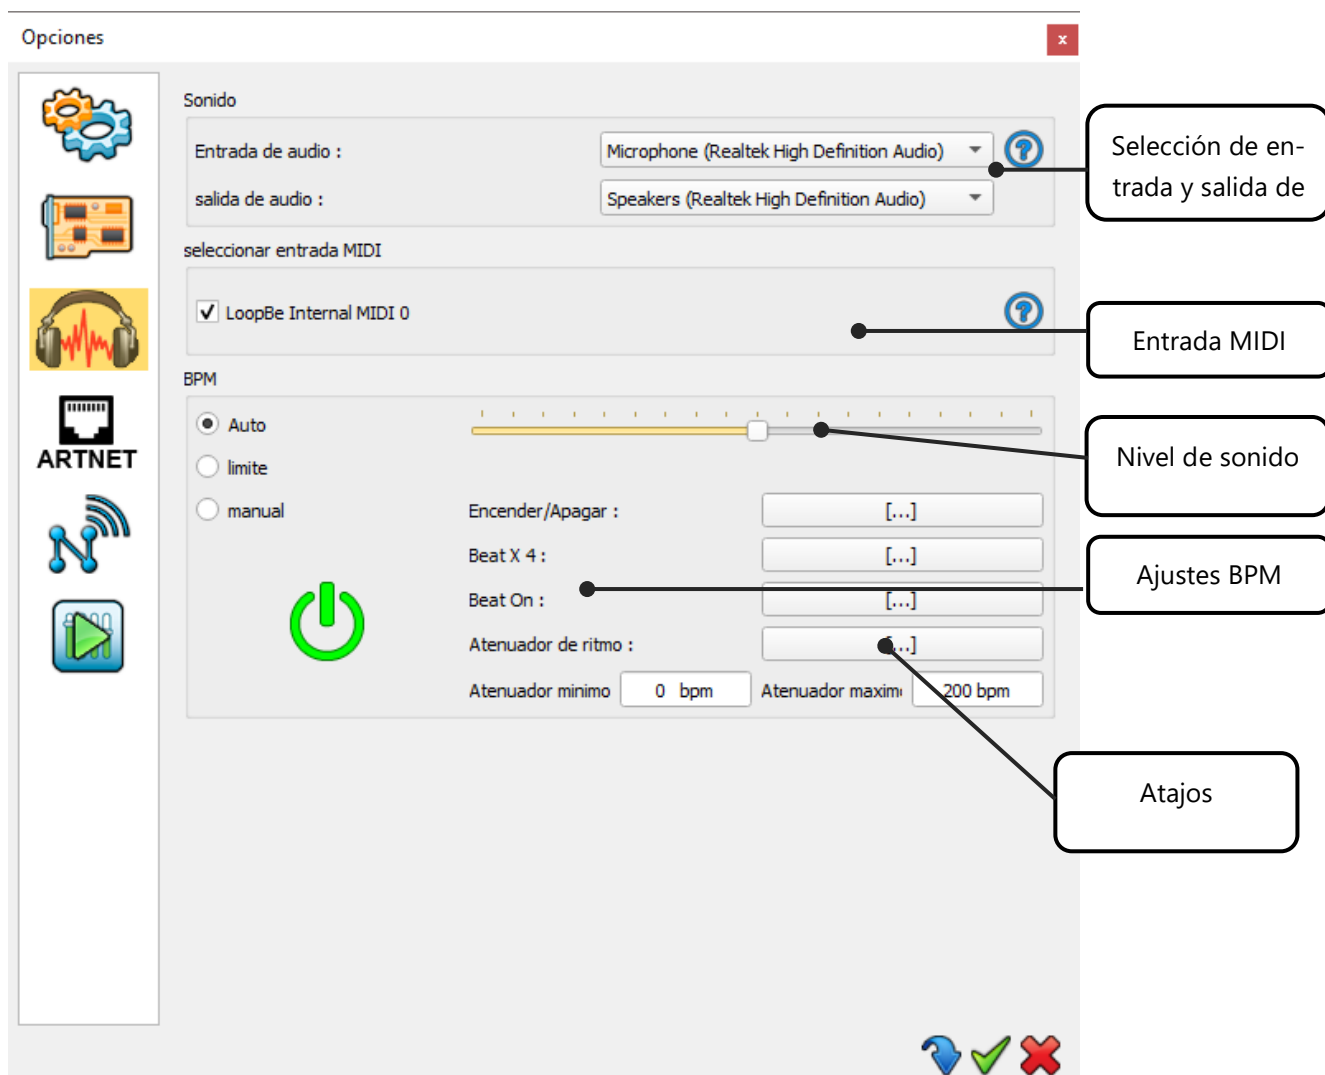 Opciones
x
Sonido
Entrada de audio :
Microphone (Realtek High Definition Audio)
?
Selección de en-
trada y salida de
salida de audio :
Speakers (Realtek High Definition Audio)
seleccionar entrada MIDI
LoopBe Internal MIDI 0
?
Entrada MIDI
BPM
Auto
Nivel de sonido
limite
ARTNET
manual
Encender/Apagar :
[...]
Beat X 4 :
[...]
Ajustes BPM
Beat On :
[...]
Atenuador de ritmo :
[...]
Atenuador minimo
0 bpm
Atenuador maxim
200 bpm
Atajos